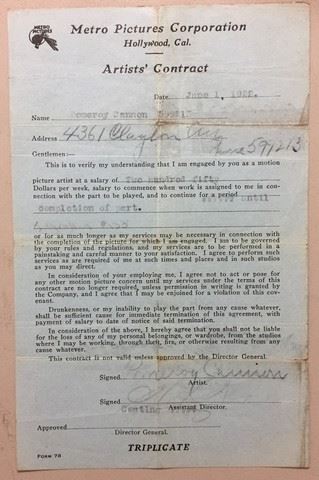 METRO PICTURES
Metro Pictures Corporation
Hollywood, Cal.
Artists' Contract
Date June 1, 1922.
Name Pomeroy Cannon
Address 4361 Clayton Ave
597213
Gentlemen:—
This is to verify my understanding that I am engaged by you as a motion
picture artist at a salary of Two hundred fifty
Dollars per week, salary to commence when work is assigned to me in con-
nection with the part to be played, and to continue for a period
until
completion of part.
or for as long as my services may be necessary in connection with
the completion of the picture for which I am engaged. I am to be governed
by your rules and regulations, and my services are to be performed in a
painstaking and careful manner to your satisfaction. I agree to perform such
services as are required of me at such times and places and in such studios
as you may direct.
In consideration of your employing me, I agree not to act or pose for
any other motion picture concern until my services under the terms of this
contract are no longer required, unless permission in writing is granted by
the Company, and I agree that I may be enjoined for a violation of this cov-
enant.
Drunkenness, or my inability to play the part from any cause whatever,
shall be sufficient cause for immediate termination of this agreement, with
payment of salary to date of notice of said termination.
In consideration of the above, I hereby agree that you shall not be liable
for the loss of any of my personal belongings, or wardrobe, from the studios
where I may be working, through theft, fire, or otherwise resulting from any
cause whatever.
This contract is not valid unless approved by the Director General.
Signed Pomeroy Cannon
Artist.
Signed
Assistant Director.
Casting
Approved
Director General.
TRIPLICATE
FORM 78